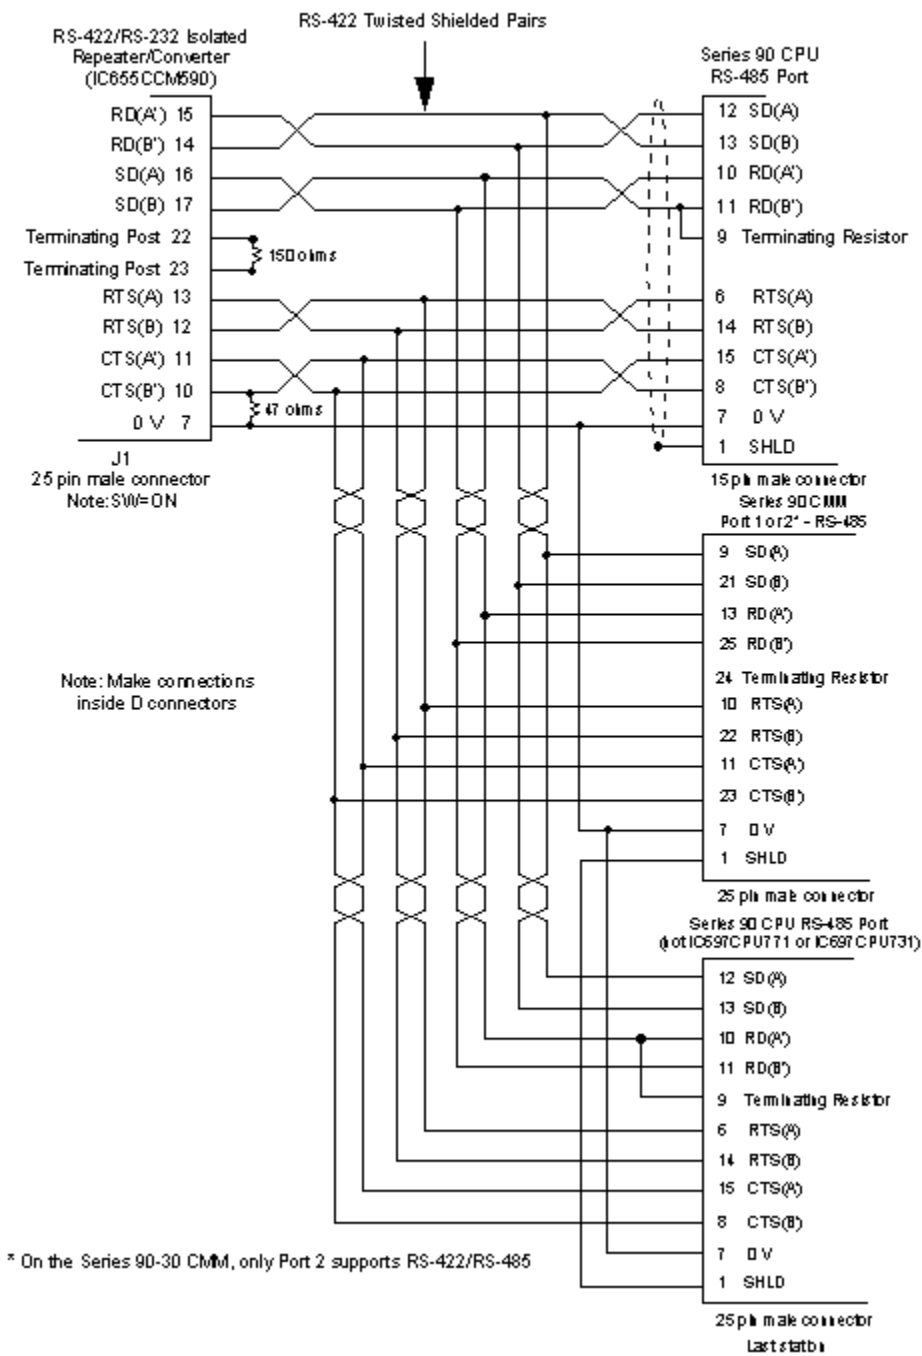 RS-422 Twisted Shielded Pairs
RS-422/RS-232 Isolated
Repeater/Converter
(IC655CCM590)
RD(A') 15
RD(B') 14
SD(A) 16
SD(B) 17
Terminating Post 22
Terminating Post 23
150 ohms
RTS(A) 13
RTS(B) 12
CTS(A') 11
CTS(B') 10
47 ohms
0 V 7
J1
25 pin male connector
Note: SW=ON
Series 90 CPU
RS-485 Port
12 SD(A)
13 SD(B)
10 RD(A')
11 RD(B')
9 Terminating Resistor
6 RTS(A)
14 RTS(B)
15 CTS(A')
8 CTS(B')
7 0 V
1 SHLD
15 pin male connector
Series 90 CMM
Port 1 or 2* - RS-485
9 SD(A)
21 SD(B)
13 RD(A')
25 RD(B')
24 Terminating Resistor
10 RTS(A)
22 RTS(B)
11 CTS(A')
23 CTS(B')
7 0 V
1 SHLD
25 pin male connector
Note: Make connections
inside D connectors
Series 90 CPU RS-485 Port
(not IC697CPU771 or IC697CPU731)
12 SD(A)
13 SD(B)
10 RD(A')
11 RD(B')
9 Terminating Resistor
6 RTS(A)
14 RTS(B)
15 CTS(A')
8 CTS(B')
7 0 V
1 SHLD
25 pin male connector
Last station
* On the Series 90-30 CMM, only Port 2 supports RS-422/RS-485